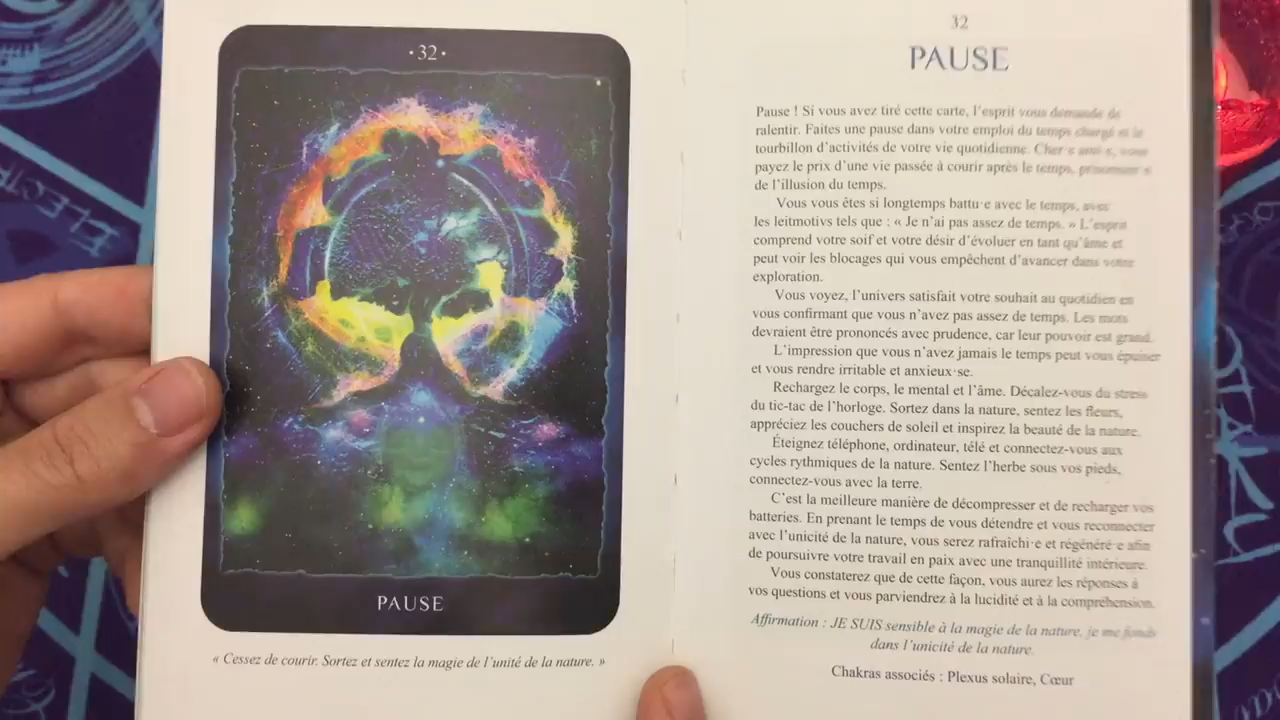 ·32·
PAUSE
« Cessez de courir. Sortez et sentez la magie de l'unité de la nature. »
32
PAUSE
Pause ! Si vous avez tiré cette carte, l'esprit vous demande de
ralentir. Faites une pause dans votre emploi du temps chargé et le
tourbillon d'activités de votre vie quotidienne. Cher·e ami·e, vous
payez le prix d'une vie passée à courir après le temps, prisonnier·e
de l'illusion du temps.
Vous vous êtes si longtemps battu·e avec le temps, avec
les leitmotivs tels que : « Je n'ai pas assez de temps. » L'esprit
comprend votre soif et votre désir d'évoluer en tant qu'âme et
peut voir les blocages qui vous empêchent d'avancer dans votre
exploration.
Vous voyez, l'univers satisfait votre souhait au quotidien en
vous confirmant que vous n'avez pas assez de temps. Les mots
devraient être prononcés avec prudence, car leur pouvoir est grand.
L'impression que vous n'avez jamais le temps peut vous épuiser
et vous rendre irritable et anxieux·se.
Rechargez le corps, le mental et l'âme. Décalez-vous du stress
du tic-tac de l'horloge. Sortez dans la nature, sentez les fleurs,
appréciez les couchers de soleil et inspirez la beauté de la nature.
Éteignez téléphone, ordinateur, télé et connectez-vous aux
cycles rythmiques de la nature. Sentez l'herbe sous vos pieds,
connectez-vous avec la terre.
C'est la meilleure manière de décompresser et de recharger vos
batteries. En prenant le temps de vous détendre et vous reconnecter
avec l'unicité de la nature, vous serez rafraîchi·e et régénéré·e afin
de poursuivre votre travail en paix avec une tranquillité intérieure.
Vous constaterez que de cette façon, vous aurez les réponses à
vos questions et vous parviendrez à la lucidité et à la compréhension.
Affirmation : JE SUIS sensible à la magie de la nature, je me fonds
dans l'unicité de la nature.
Chakras associés : Plexus solaire, Cœur
OTAKU